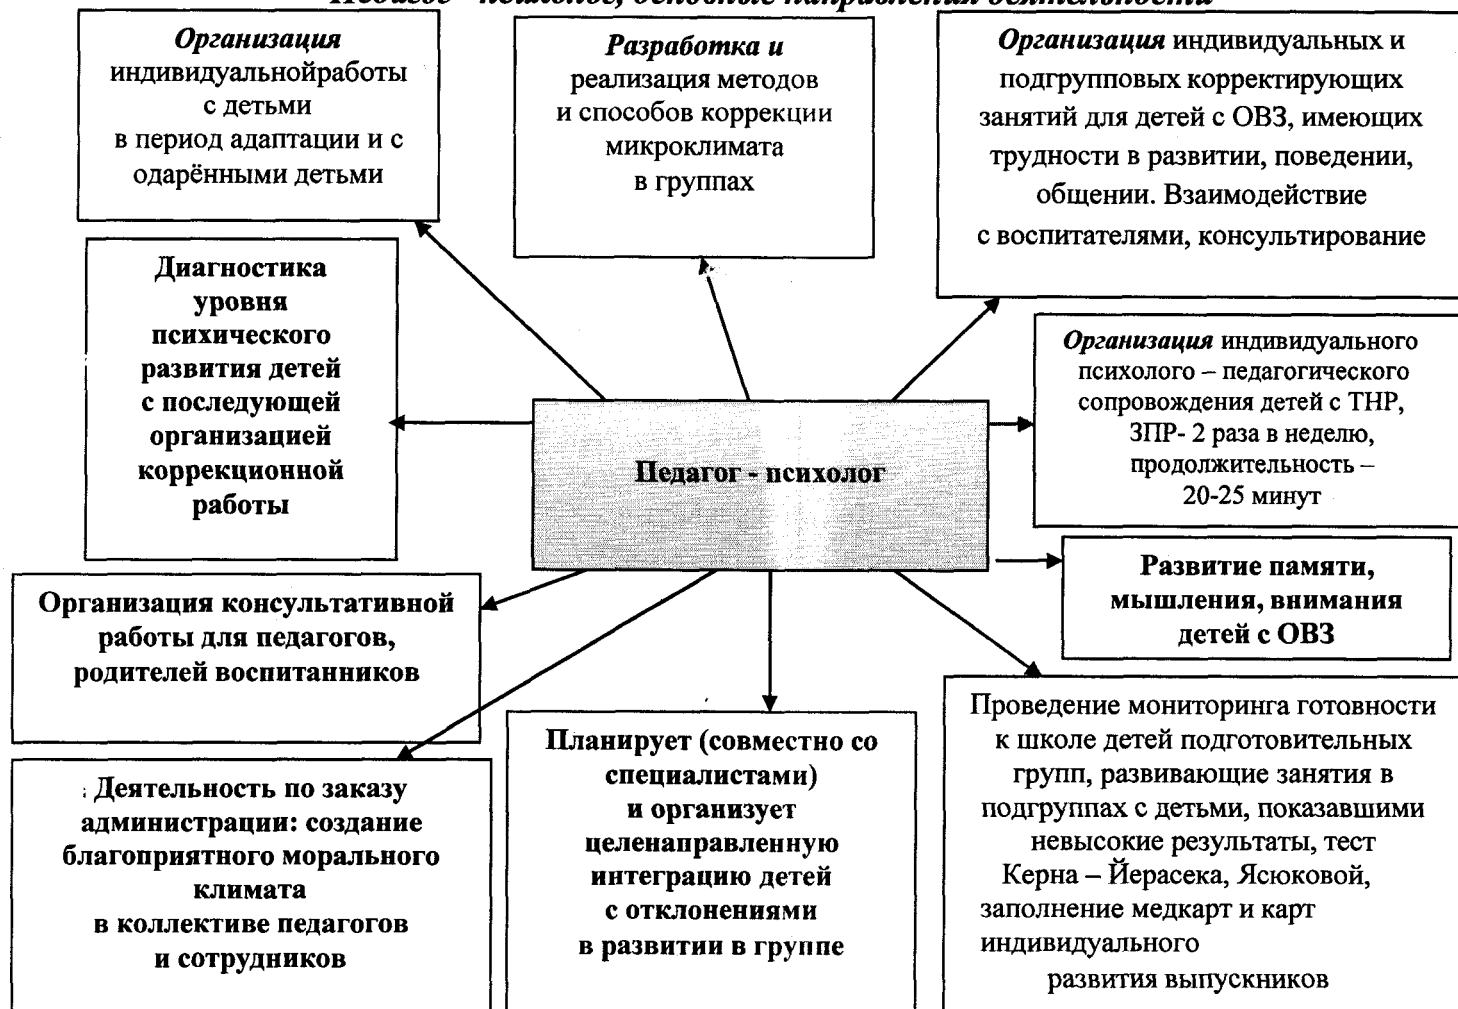 Педагог - психолог, основные направления деятельности
Организация
индивидуальнойработы
с детьми
в период адаптации и с
одарёнными детьми
Разработка и
реализация методов
и способов коррекции
микроклимата
в группах
Организация индивидуальных и
подгрупповых корректирующих
занятий для детей с ОВЗ, имеющих
трудности в развитии, поведении,
общении. Взаимодействие
с воспитателями, консультирование
Диагностика
уровня
психического
развития детей
с последующей
организацией
коррекционной
работы
Организация индивидуального
психолого – педагогического
сопровождения детей с ТНР,
ЗПР- 2 раза в неделю,
продолжительность –
20-25 минут
Педагог - психолог
Развитие памяти,
мышления, внимания
детей с ОВЗ
Организация консультативной
работы для педагогов,
родителей воспитанников
Деятельность по заказу
администрации: создание
благоприятного морального
климата
в коллективе педагогов
и сотрудников
Планирует (совместно со
специалистами)
и организует
целенаправленную
интеграцию детей
с отклонениями
в развитии в группе
Проведение мониторинга готовности
к школе детей подготовительных
групп, развивающие занятия в
подгруппах с детьми, показавшими
невысокие результаты, тест
Керна – Йерасека, Ясюковой,
заполнение медкарт и карт
индивидуального
развития выпускников